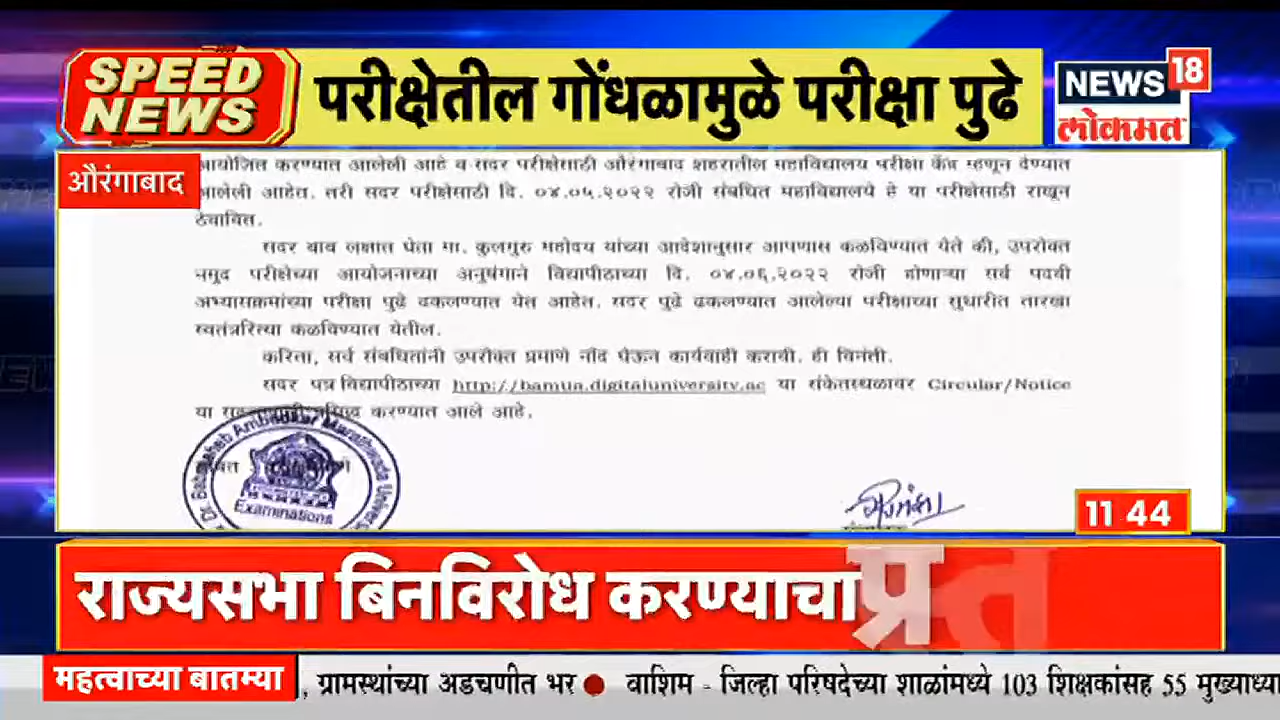 SPEED NEWS
परीक्षेतील गोंधळामुळे परीक्षा पुढे
NEWS 18
लोकमत
औरंगाबाद
आयोजित करण्यात आलेली आहे व सदर परीक्षेसाठी औरंगाबाद शहरातील महाविद्यालय परीक्षा केंद्र म्हणून देण्यात
आलेली आहेत. तरी सदर परीक्षेसाठी दि. ०४.०५.२०२२ रोजी संबंधित महाविद्यालये हे या परीक्षेसाठी राखून
ठेवावित.
सदर बाब लक्षात घेता मा. कुलगुरु महोदय यांच्या आदेशानुसार आपणास कळविण्यात येते की, उपरोक्त
नमूद परीक्षेच्या आयोजनाच्या अनुषंगाने विद्यापीठाच्या दि. ०४.०६.२०२२ रोजी होणाऱ्या सर्व पदवी
अभ्यासक्रमांच्या परीक्षा पुढे ढकलण्यात येत आहेत. सदर पुढे ढकलण्यात आलेल्या परीक्षाच्या सुधारीत तारखा
स्वतंत्ररित्या कळविण्यात येतील.
करिता, सर्व संबंधितांनी उपरोक्त प्रमाणे नोंद घेऊन कार्यवाही करावी. ही विनंती.
सदर पत्र विद्यापीठाच्या http://bamua.digitaluniversity.ac या संकेतस्थळावर Circular/Notice
या करण्यात आले आहे.
Dr. Babasaheb Ambedkar Marathwada
Examinations
11 44
राज्यसभा बिनविरोध करण्याचा प्रत
महत्वाच्या बातम्या , ग्रामस्थांच्या अडचणीत भर ● वाशिम - जिल्हा परिषदेच्या शाळांमध्ये 103 शिक्षकांसह 55 मुख्याध्या